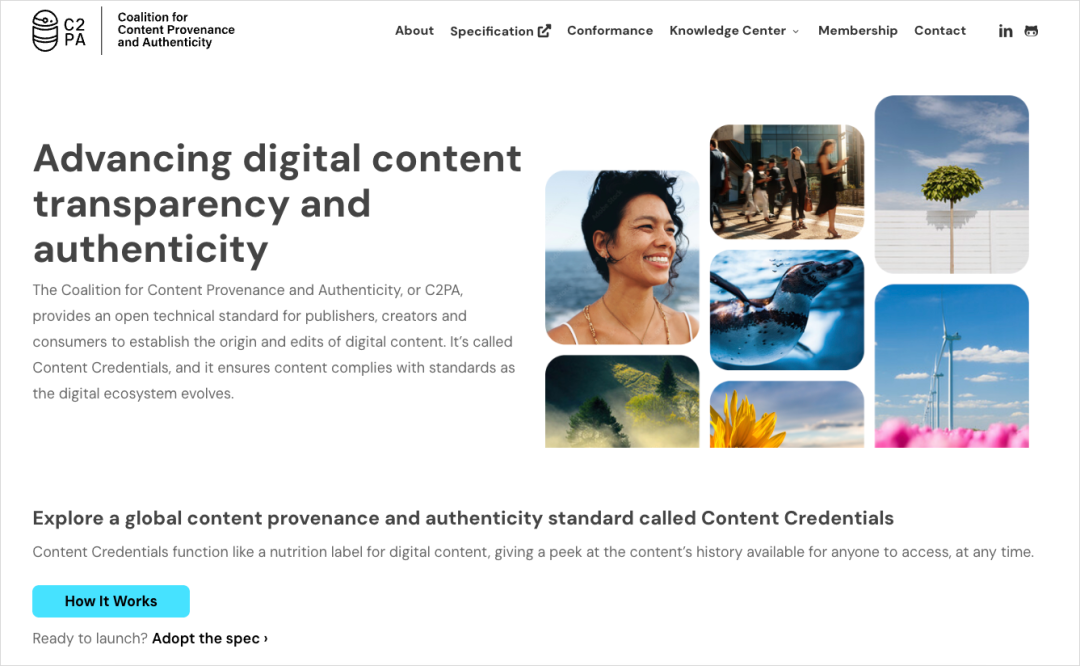 C2
PA
Coalition for
Content Provenance
and Authenticity
About Specification Conformance Knowledge Center Membership Contact
in
Advancing digital content
transparency and
authenticity
The Coalition for Content Provenance and Authenticity, or C2PA,
provides an open technical standard for publishers, creators and
consumers to establish the origin and edits of digital content. It’s called
Content Credentials, and it ensures content complies with standards as
the digital ecosystem evolves.
Explore a global content provenance and authenticity standard called Content Credentials
Content Credentials function like a nutrition label for digital content, giving a peek at the content’s history available for anyone to access, at any time.
How It Works
Ready to launch? Adopt the spec ›